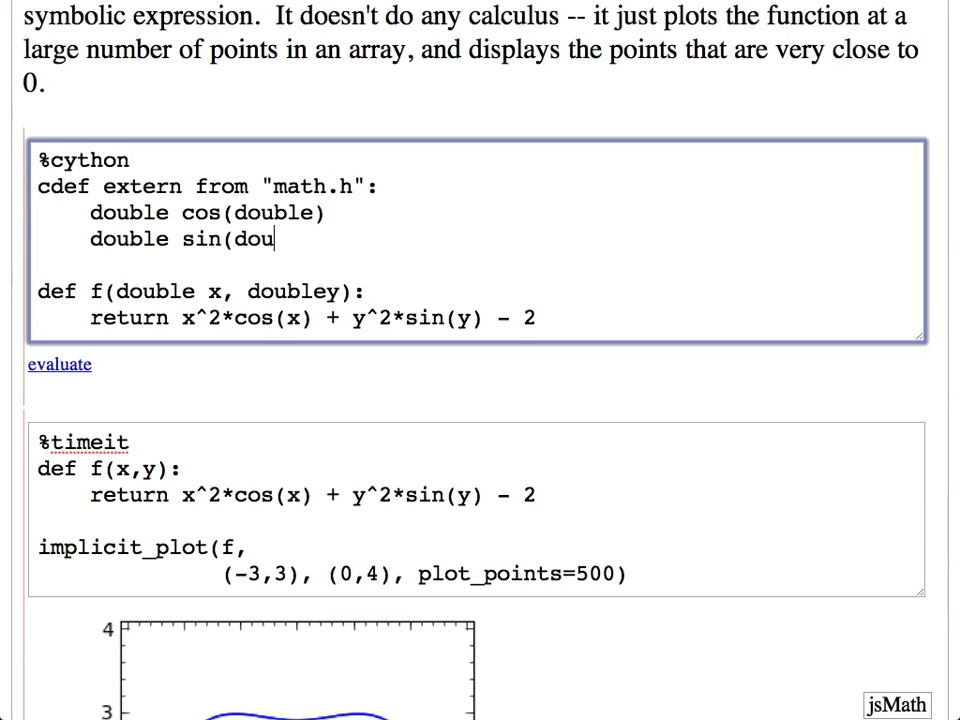 symbolic expression.  It doesn't do any calculus -- it just plots the function at a
large number of points in an array, and displays the points that are very close to
0.
%cython
cdef extern from "math.h":
    double cos(double)
    double sin(dou
def f(double x, doubley):
    return x^2*cos(x) + y^2*sin(y) - 2
evaluate
%timeit
def f(x,y):
    return x^2*cos(x) + y^2*sin(y) - 2
implicit_plot(f,
              (-3,3), (0,4), plot_points=500)
4
3
jsMath